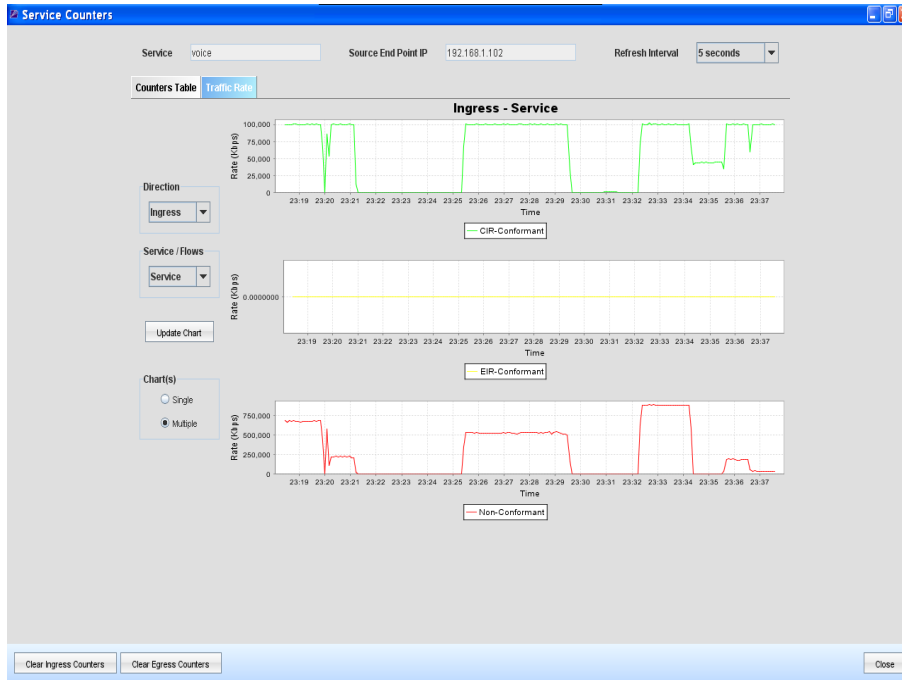 Service Counters
Service voice Source End Point IP 192.168.1.102 Refresh Interval 5 seconds
Counters Table Traffic Rate
Ingress - Service
Rate (Kbps)
100,000
75,000
50,000
25,000
0
23:19 23:20 23:21 23:22 23:23 23:24 23:25 23:26 23:27 23:28 23:29 23:30 23:31 23:32 23:33 23:34 23:35 23:36 23:37
Time
CIR-Conformant
Direction
Ingress
Service / Flows
Service
Update Chart
Rate (Kbps)
0.0000000
23:19 23:20 23:21 23:22 23:23 23:24 23:25 23:26 23:27 23:28 23:29 23:30 23:31 23:32 23:33 23:34 23:35 23:36 23:37
Time
EIR-Conformant
Chart(s)
Single
Multiple
Rate (Kbps)
750,000
500,000
250,000
0
23:19 23:20 23:21 23:22 23:23 23:24 23:25 23:26 23:27 23:28 23:29 23:30 23:31 23:32 23:33 23:34 23:35 23:36 23:37
Time
Non-Conformant
Clear Ingress Counters Clear Egress Counters Close